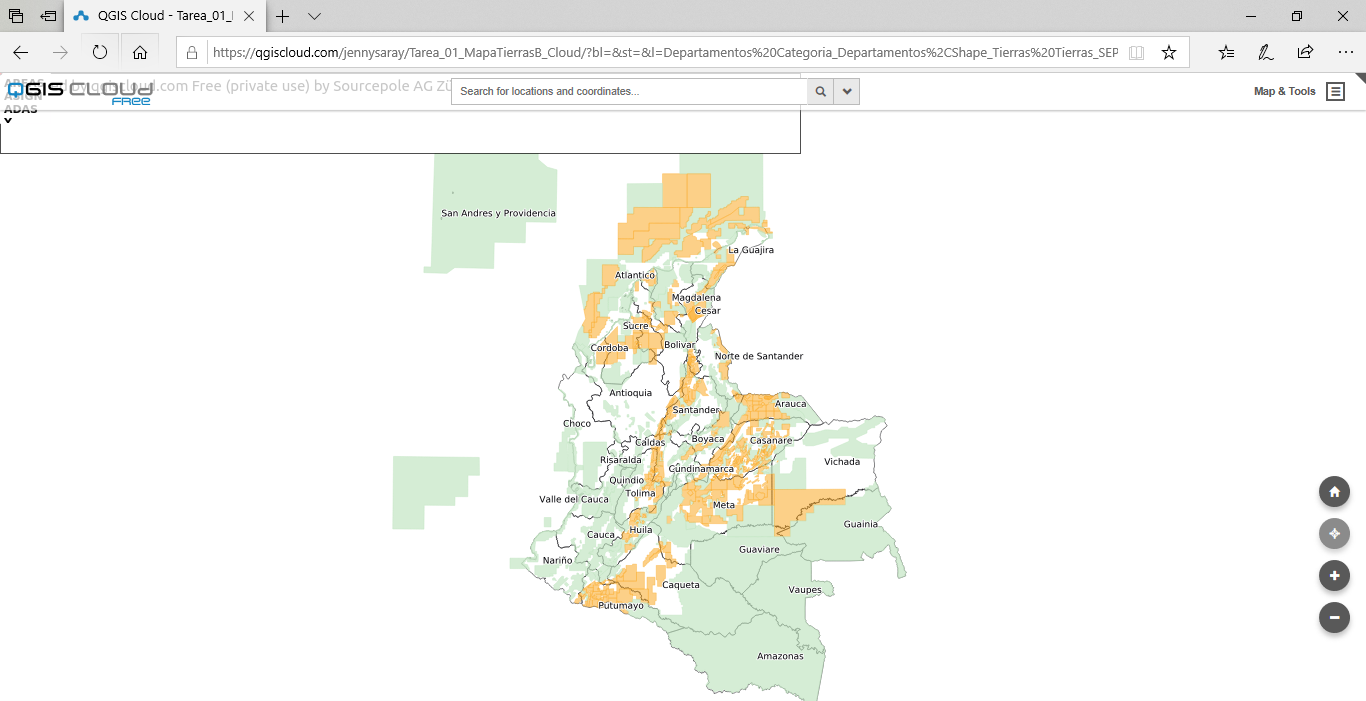 QGIS Cloud - Tarea_01_
https://qgiscloud.com/jennysaray/Tarea_01_MapaTierrasB_Cloud/?bl=&st=&l=Departamentos%20Categoria_Departamentos%2CShape_Tierras%20Tierras_SEP
QGIS CLOUD
FREE
by qgiscloud.com Free (private use) by Sourcepole AG Zü
ADAS
Y
Search for locations and coordinates...
Map & Tools
San Andres y Providencia
La Guajira
Atlantico
Magdalena
Cesar
Sucre
Bolivar
Cordoba
Norte de Santander
Antioquia
Arauca
Santander
Choco
Boyaca
Casanare
Caldas
Risaralda
Vichada
Cundinamarca
Quindio
Tolima
Valle del Cauca
Meta
Guainia
Huila
Cauca
Guaviare
Nariño
Caqueta
Vaupes
Putumayo
Amazonas